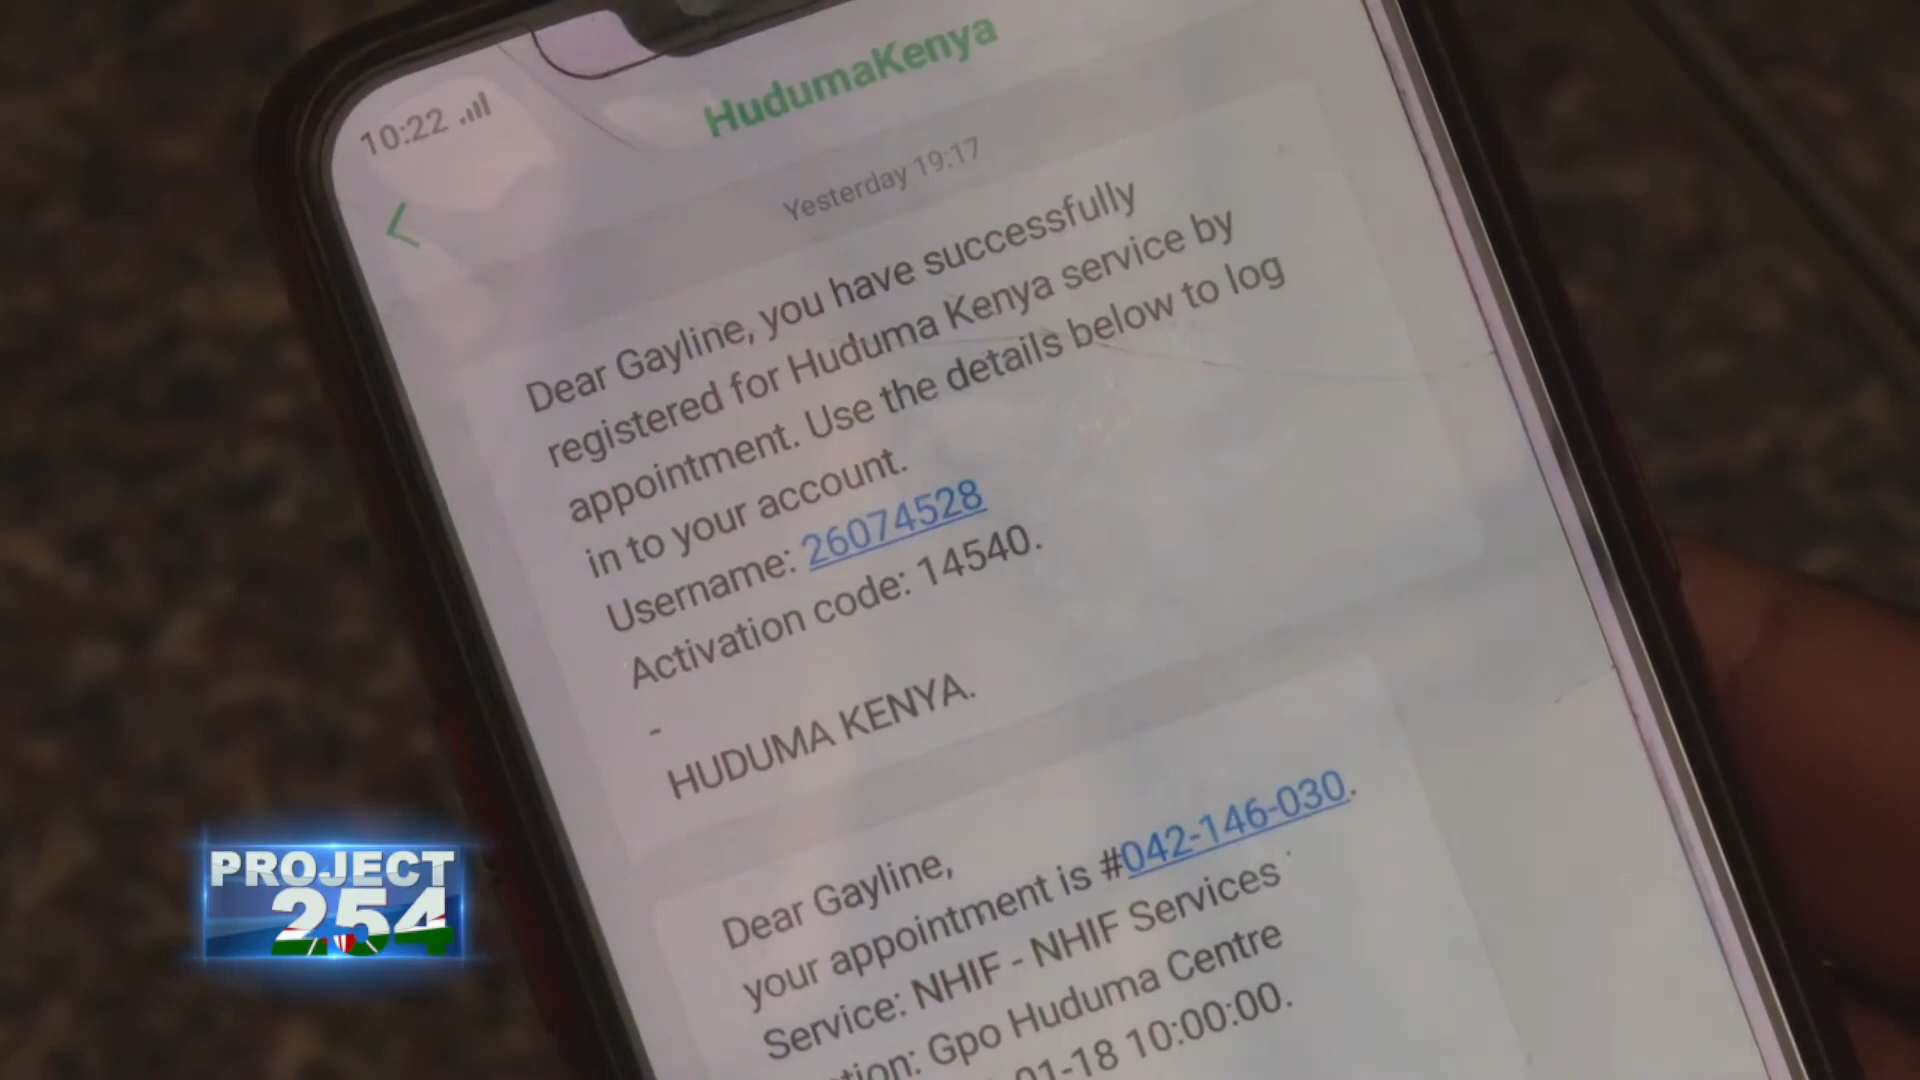 10:22
HudumaKenya
Yesterday 19:17
Dear Gayline, you have successfully
registered for Huduma Kenya service by
appointment. Use the details below to log
in to your account.
Username: 26074528
Activation code: 14540.
-
HUDUMA KENYA.
Dear Gayline,
your appointment is #042-146-030.
Service: NHIF - NHIF Services
Gpo Huduma Centre
01-18 10:00:00.
PROJECT
254